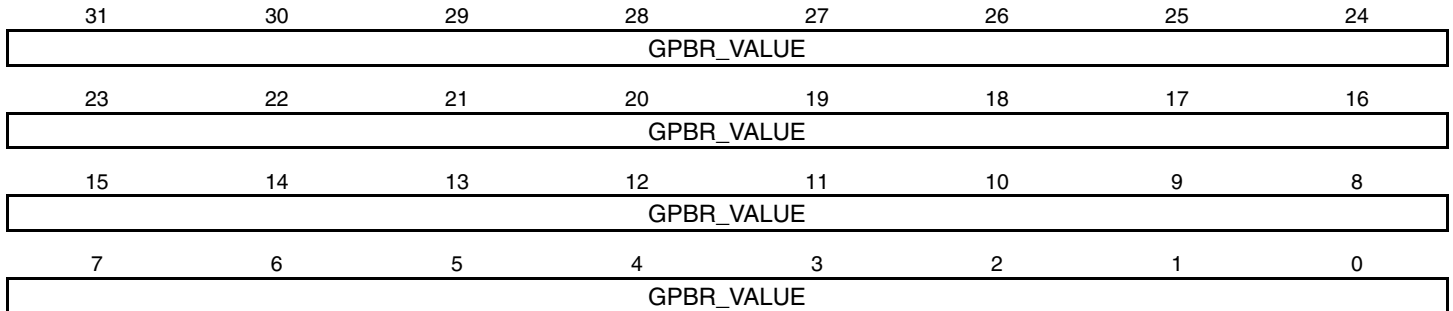 31 30 29 28 27 26 25 24
GPBR_VALUE
23 22 21 20 19 18 17 16
GPBR_VALUE
15 14 13 12 11 10 9 8
GPBR_VALUE
7 6 5 4 3 2 1 0
GPBR_VALUE